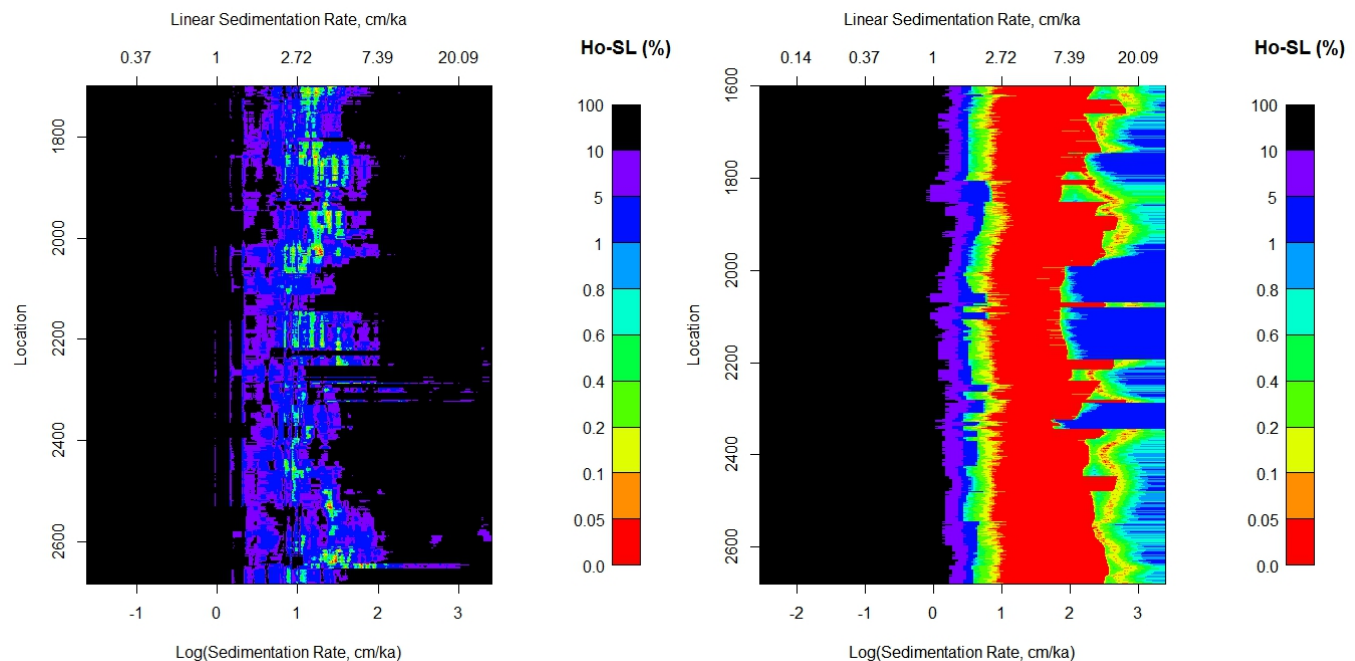 Linear Sedimentation Rate, cm/ka
Ho-SL (%)
0.37 1 2.72 7.39 20.09
1800
2000
2200
2400
2600
Location
-1 0 1 2 3
Log(Sedimentation Rate, cm/ka)
100
10
5
1
0.8
0.6
0.4
0.2
0.1
0.05
0.0
Linear Sedimentation Rate, cm/ka
Ho-SL (%)
0.14 0.37 1 2.72 7.39 20.09
1600
1800
2000
2200
2400
2600
Location
-2 -1 0 1 2 3
Log(Sedimentation Rate, cm/ka)
100
10
5
1
0.8
0.6
0.4
0.2
0.1
0.05
0.0